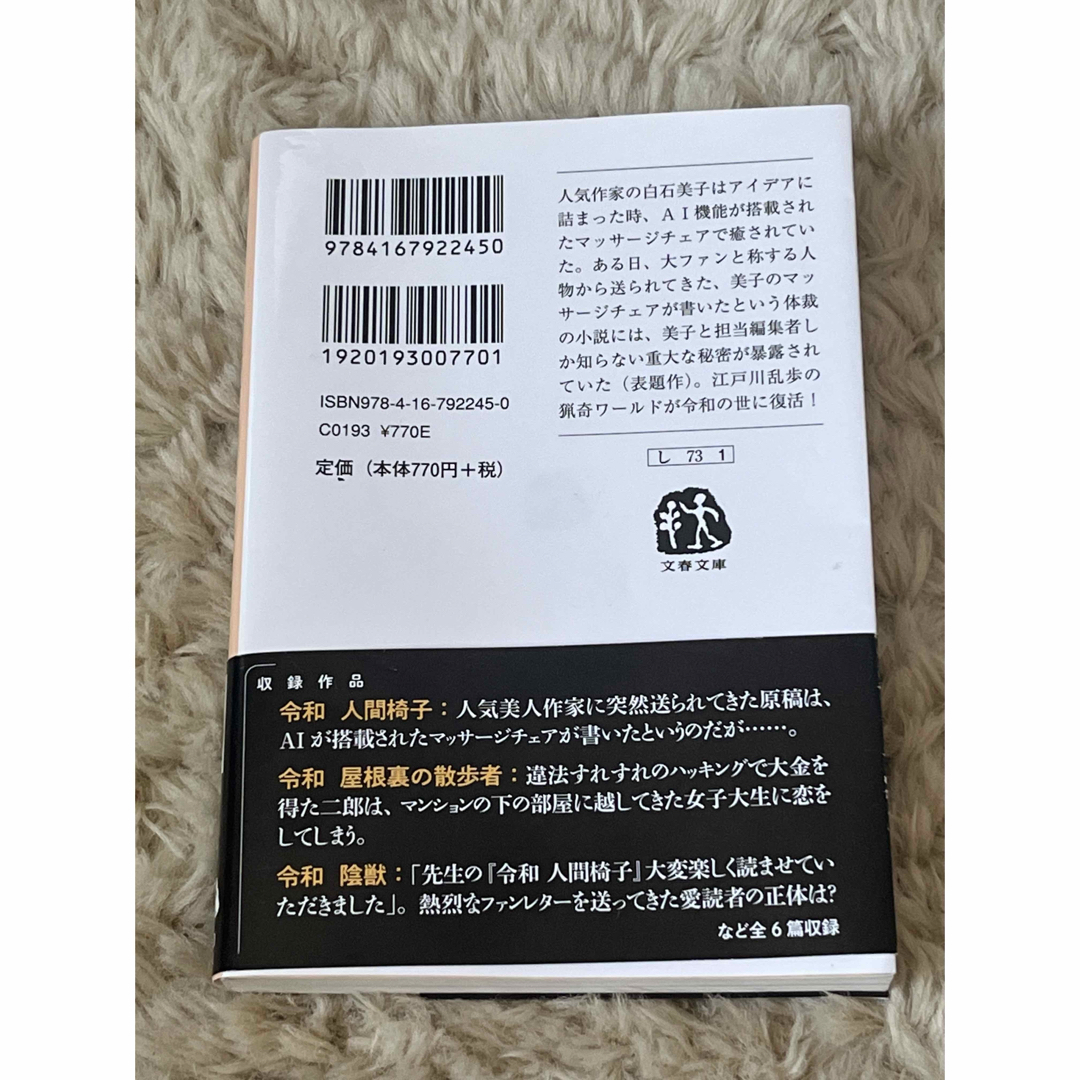 9784167922450
1920193007701
ISBN978-4-16-792245-0
C0193 ¥770E
定価（本体770円＋税）
人気作家の白石美子はアイデアに
詰まった時、ＡＩ機能が搭載され
たマッサージチェアで癒されてい
た。ある日、大ファンと称する人
物から送られてきた、美子のマッ
サージチェアが書いたという体裁
の小説には、美子と担当編集者し
か知らない重大な秘密が暴露され
ていた（表題作）。江戸川乱歩の
猟奇ワールドが令和の世に復活！
し 73 1
文春文庫
収録作品
令和 人間椅子：人気美人作家に突然送られてきた原稿は、
AIが搭載されたマッサージチェアが書いたというのだが……。
令和 屋根裏の散歩者：違法すれすれのハッキングで大金を
得た二郎は、マンションの下の部屋に越してきた女子大生に恋を
してしまう。
令和 陰獣：「先生の『令和 人間椅子』大変楽しく読ませてい
ただきました」。熱烈なファンレターを送ってきた愛読者の正体は?
など全6篇収録